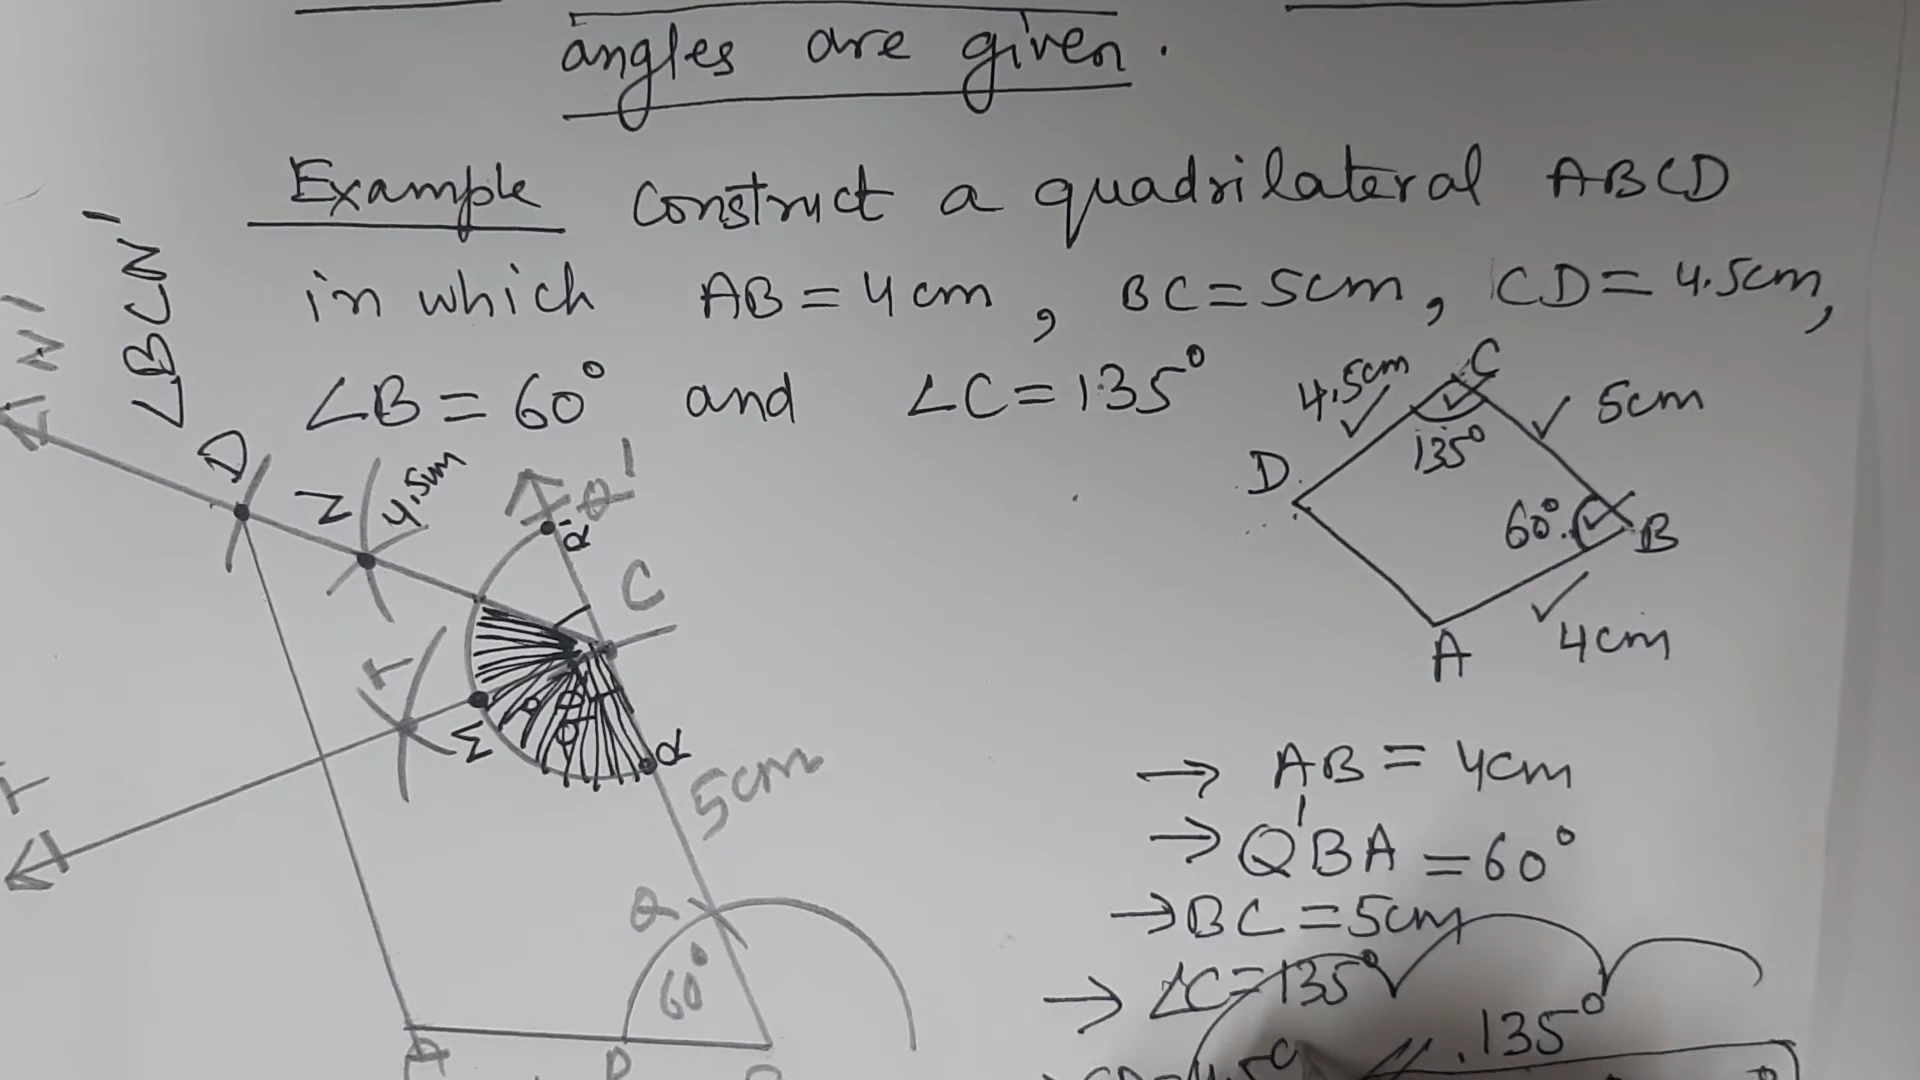 angles are given.
Example Construct a quadrilateral ABCD
in which AB = 4 cm, BC = 5cm, CD = 4.5cm,
∠B = 60° and ∠C = 135°
∠BCN'
N'
D
N
4.5cm
Q'
R'
C
M
5cm
Q
60°
A
P
C
4.5cm
5cm
135°
D
60°
B
A
4cm
→ AB = 4cm
→ Q'BA = 60°
→ BC = 5cm
→ ∠C = 135°
135°